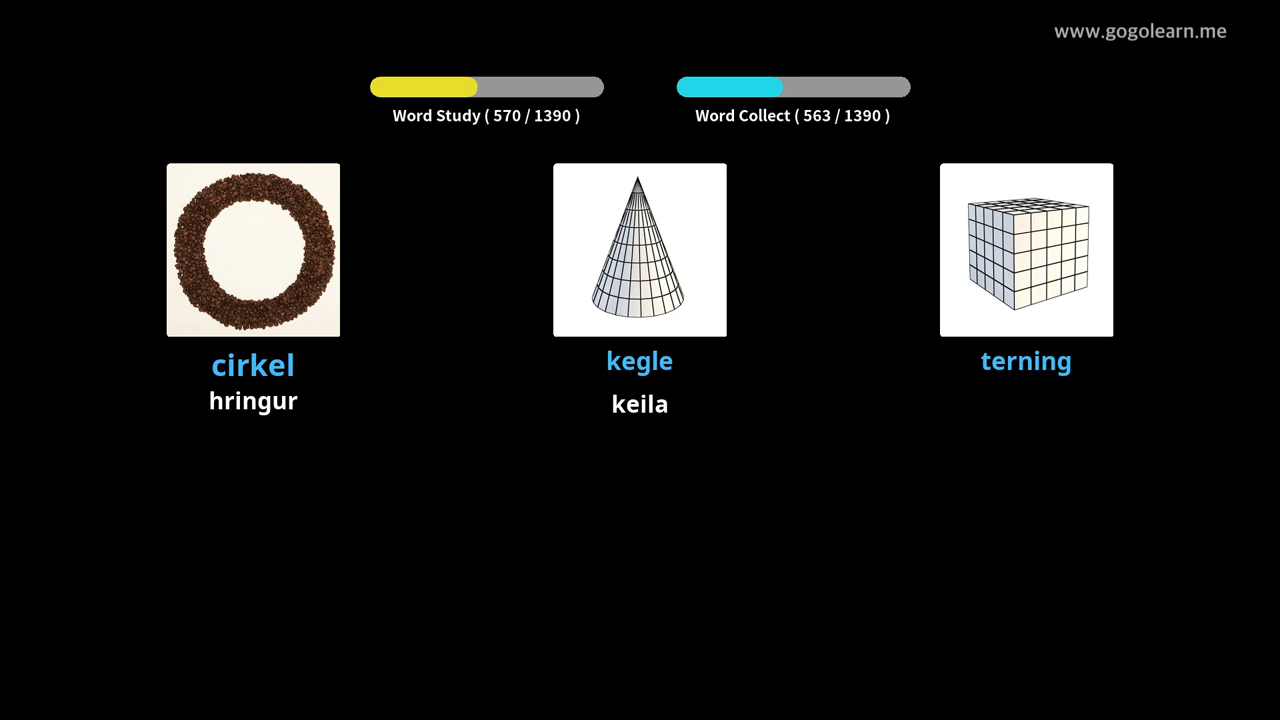 www.gogolearn.me
Word Study ( 570 / 1390 )
Word Collect ( 563 / 1390 )
cirkel
hringur
kegle
keila
terning